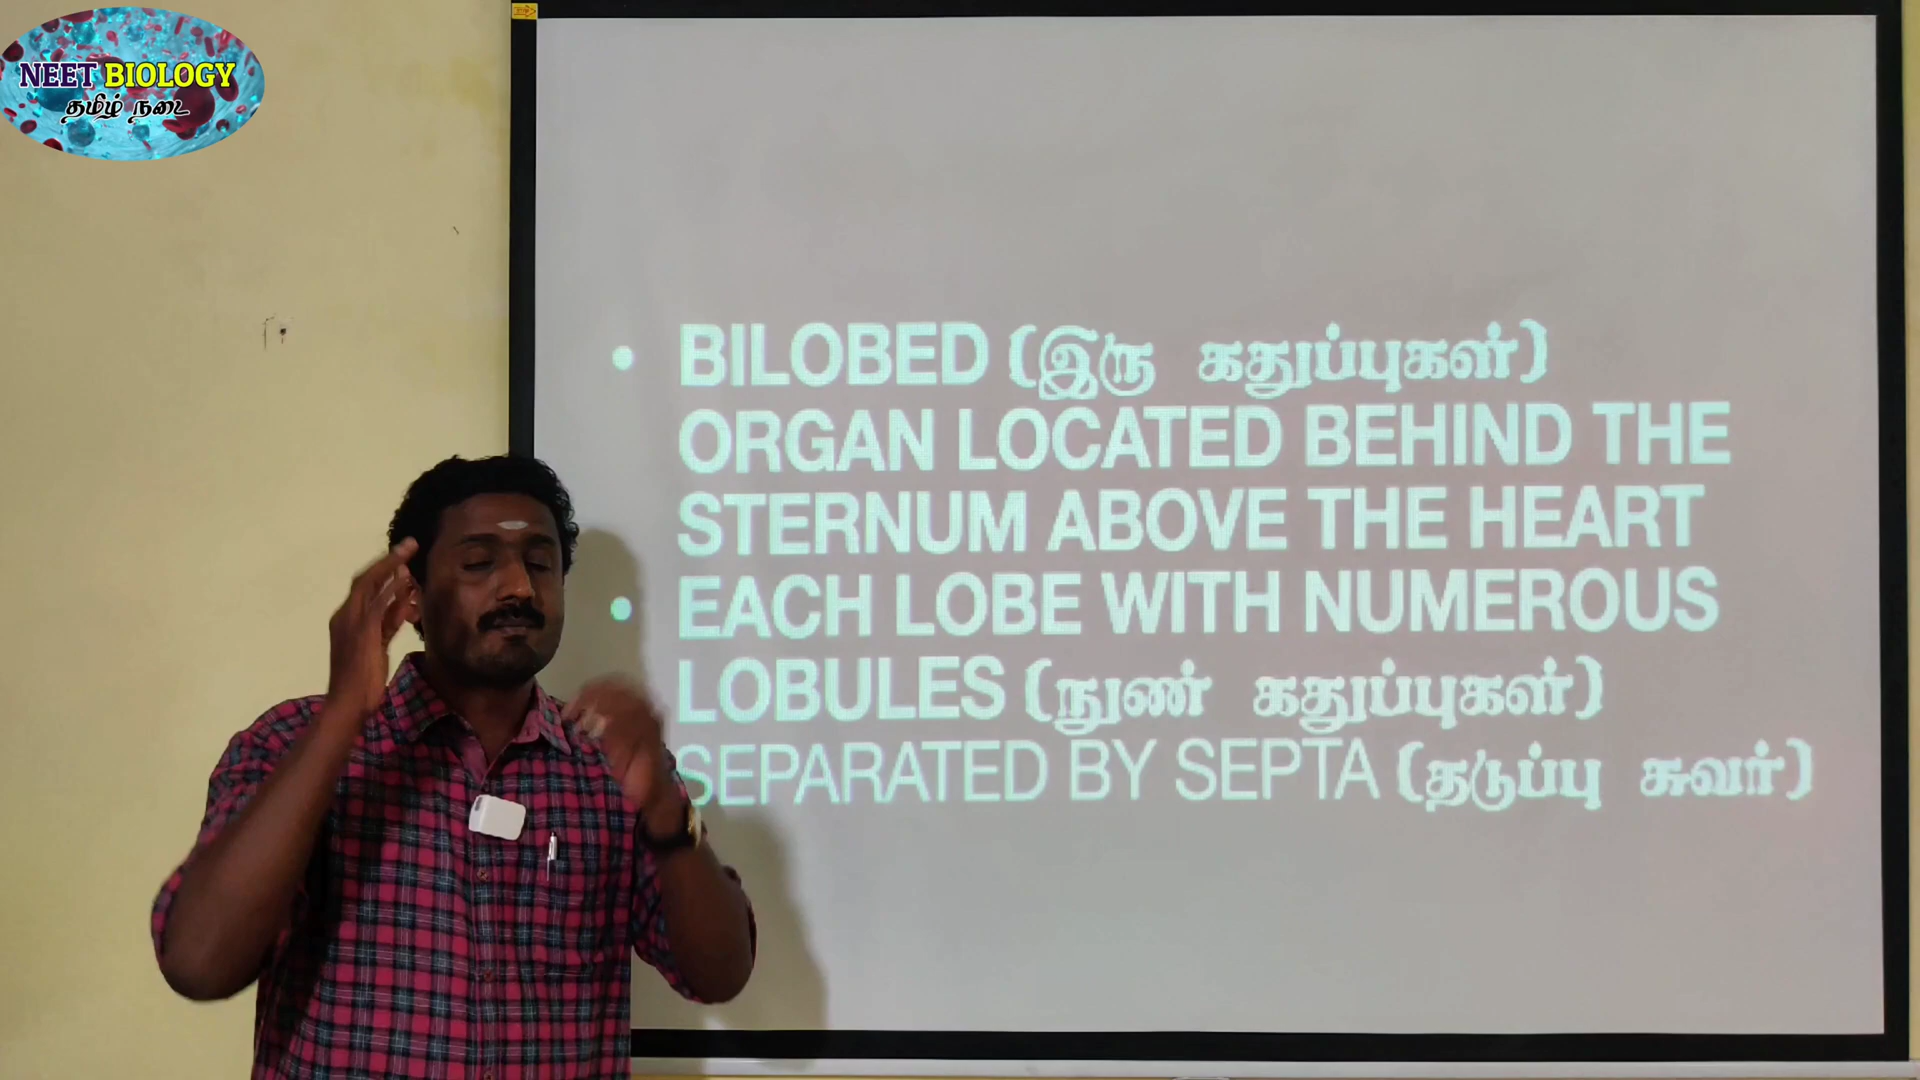 NEET BIOLOGY
தமிழ் நடை
• BILOBED (இரு கதுப்புகள்)
ORGAN LOCATED BEHIND THE
STERNUM ABOVE THE HEART
• EACH LOBE WITH NUMEROUS
LOBULES (நுண் கதுப்புகள்)
SEPARATED BY SEPTA (தடுப்பு சுவர்)